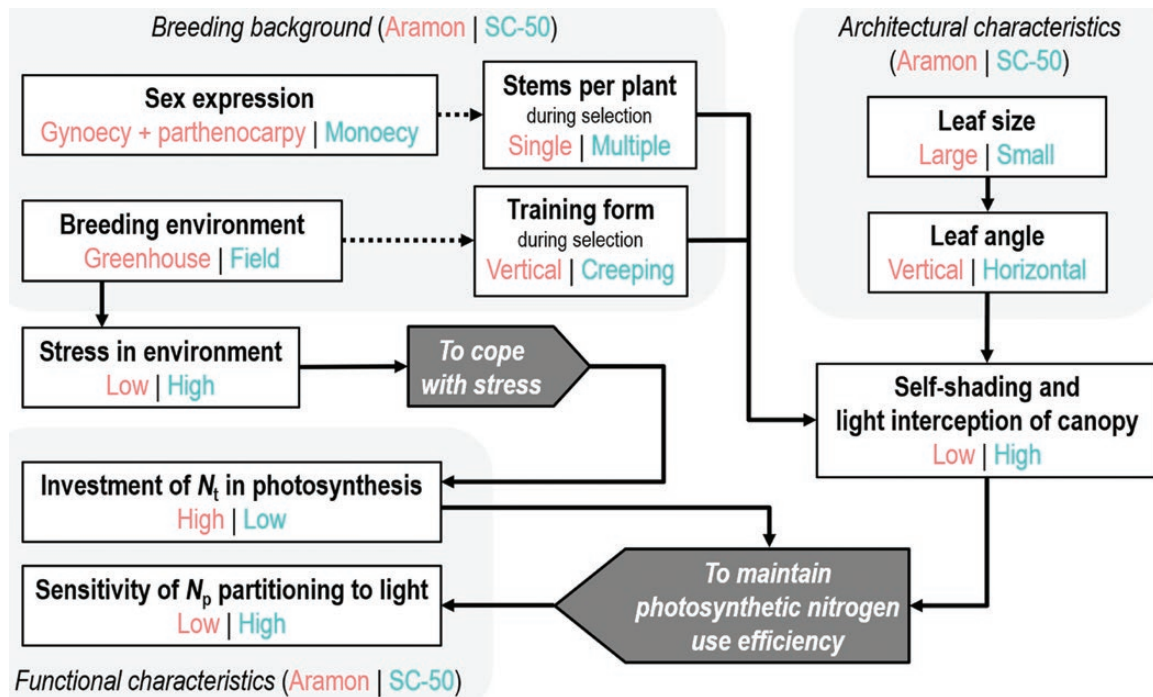 Breeding background (Aramon | SC-50)
Sex expression
Gynoecy + parthenocarpy | Monoecy
Stems per plant
during selection
Single | Multiple
Breeding environment
Greenhouse | Field
Training form
during selection
Vertical | Creeping
Architectural characteristics
(Aramon | SC-50)
Leaf size
Large | Small
Leaf angle
Vertical | Horizontal
Stress in environment
Low | High
To cope
with stress
Self-shading and
light interception of canopy
Low | High
Investment of Nt in photosynthesis
High | Low
Sensitivity of Np partitioning to light
Low | High
To maintain
photosynthetic nitrogen
use efficiency
Functional characteristics (Aramon | SC-50)